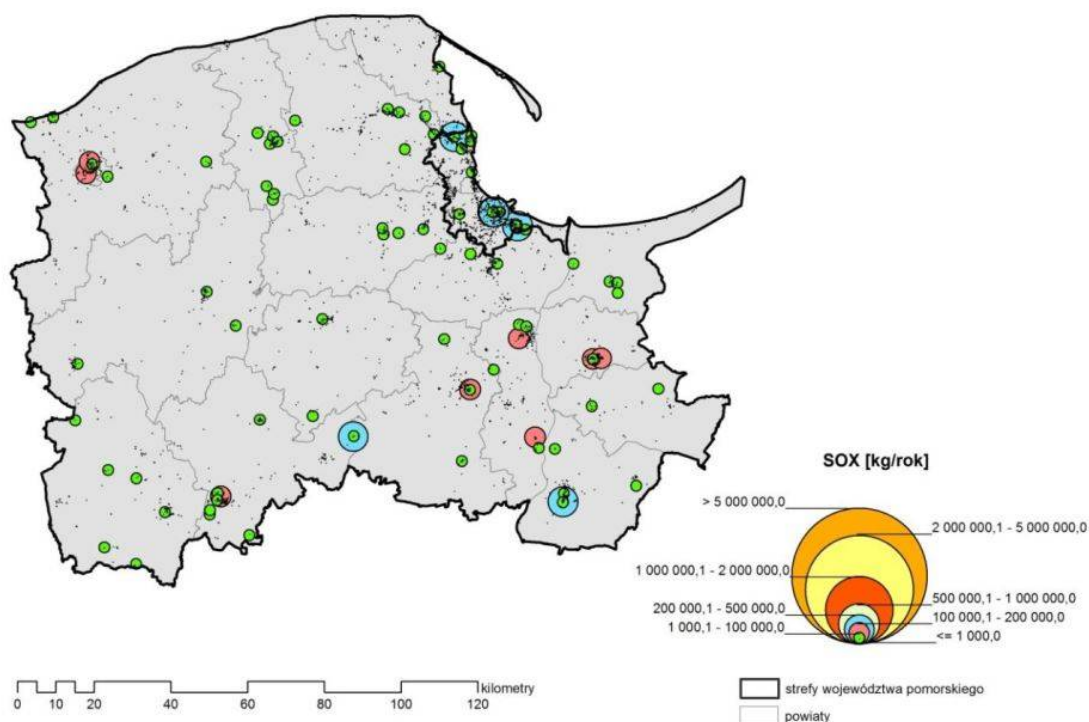 SOX [kg/rok]
> 5 000 000,0
2 000 000,1 - 5 000 000,0
1 000 000,1 - 2 000 000,0
500 000,1 - 1 000 000,0
200 000,1 - 500 000,0
100 000,1 - 200 000,0
1 000,1 - 100 000,0
<= 1 000,0
kilometry
0 20 40 60 80 100 120
strefy województwa pomorskiego
powiaty